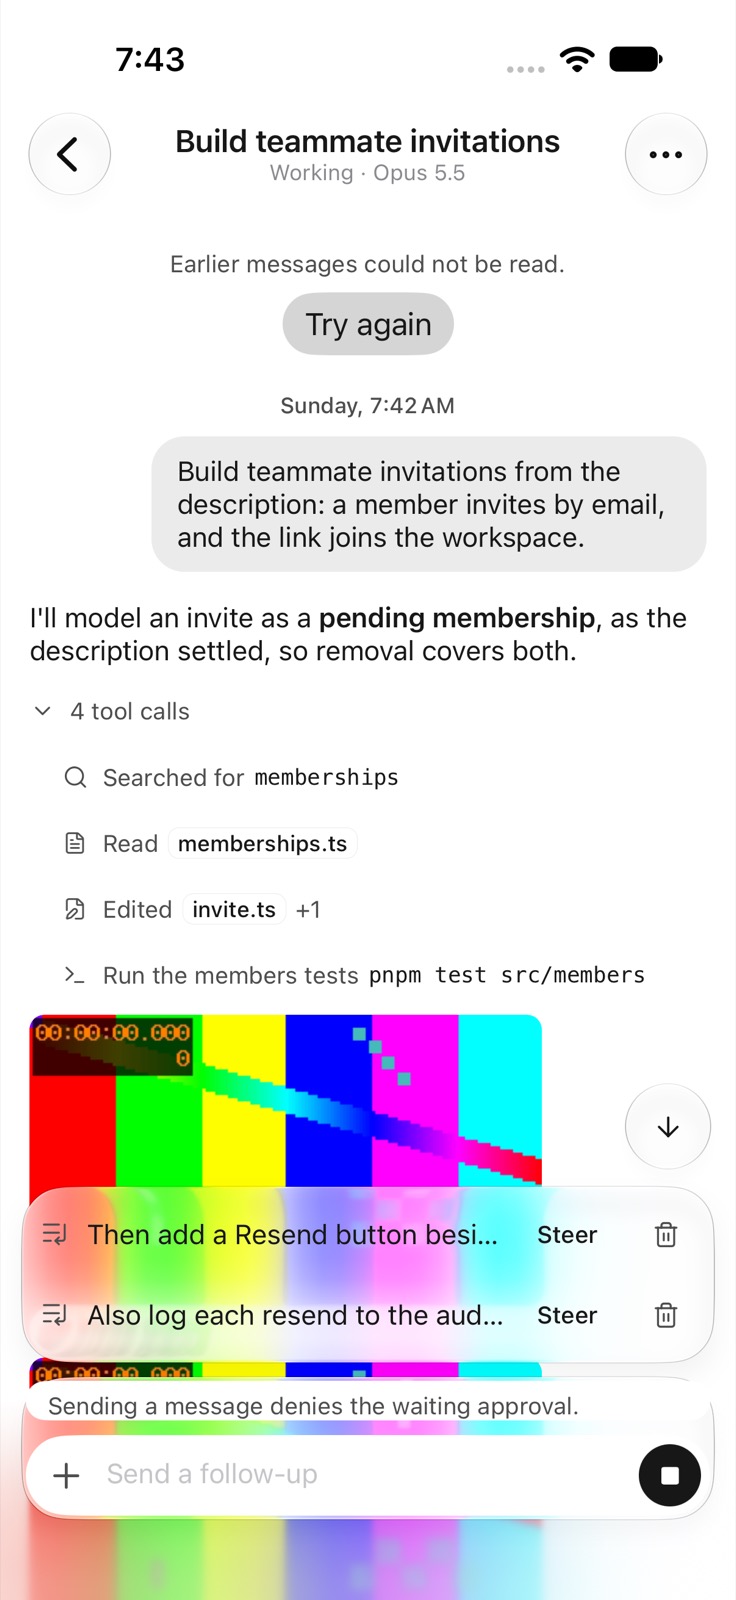 7:43
Build teammate invitations
Working · Opus 5.5
Earlier messages could not be read.
Try again
Sunday, 7:42 AM
Build teammate invitations from the
description: a member invites by email,
and the link joins the workspace.
I'll model an invite as a pending membership, as the
description settled, so removal covers both.
4 tool calls
Searched for memberships
Read memberships.ts
Edited invite.ts +1
Run the members tests pnpm test src/members
00:00:00.000
0
Then add a Resend button besi... Steer
Also log each resend to the aud... Steer
00:00:00.000
Sending a message denies the waiting approval.
Send a follow-up